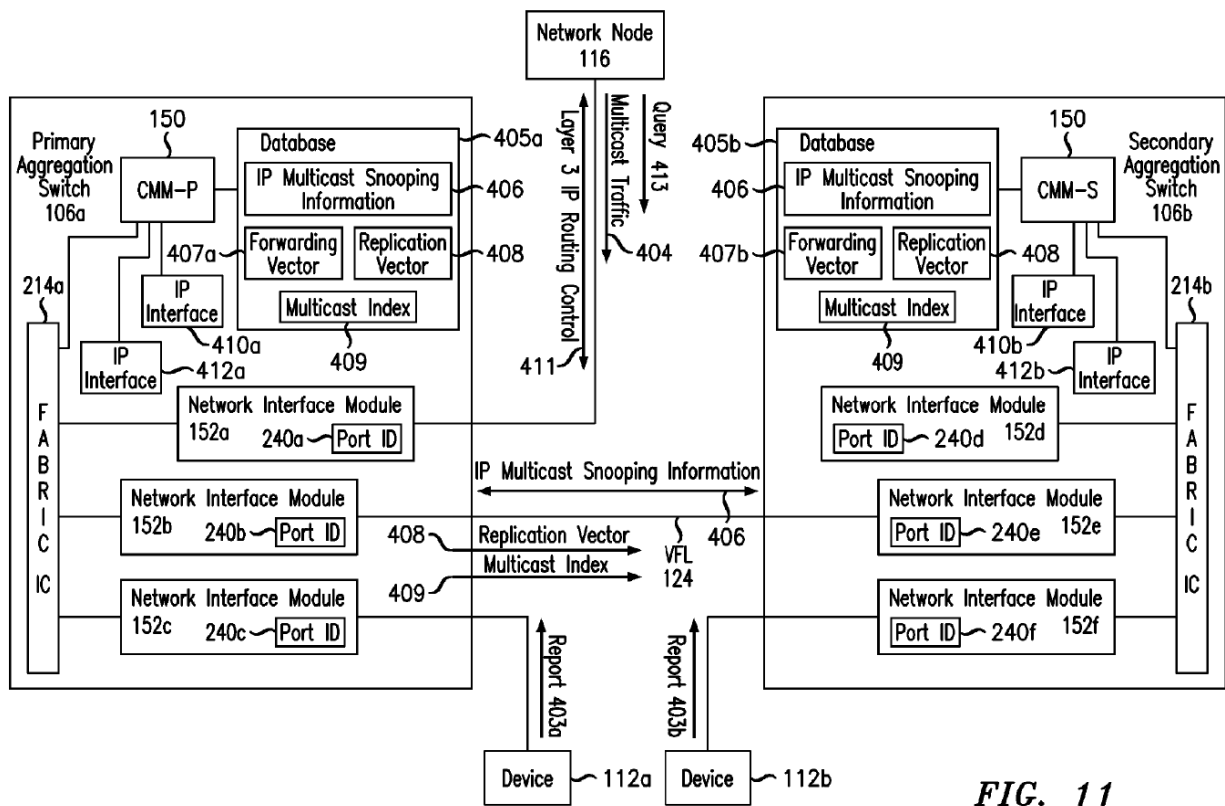 Network Node
116
Primary
Aggregation
Switch
106a
150
CMM-P
Database
405a
IP Multicast Snooping
Information
406
407a
Forwarding
Vector
Replication
Vector
408
Multicast Index
409
214a
IP
Interface
410a
IP
Interface
412a
FABRIC IC
Network Interface Module
152a
240a
Port ID
Network Interface Module
152b
240b
Port ID
Network Interface Module
152c
240c
Port ID
Layer 3 IP Routing Control
411
Multicast Traffic
404
Query 413
IP Multicast Snooping Information
406
408
Replication Vector
409
Multicast Index
VFL
124
Report 403a
Report 403b
Device
112a
Device
112b
405b
Database
150
Secondary
Aggregation
Switch
106b
CMM-S
406
IP Multicast Snooping
Information
407b
Forwarding
Vector
Replication
Vector
408
Multicast Index
409
IP
Interface
410b
214b
412b
IP
Interface
FABRIC IC
Network Interface Module
Port ID
240d
152d
Network Interface Module
Port ID
240e
152e
Network Interface Module
Port ID
240f
152f
FIG. 11